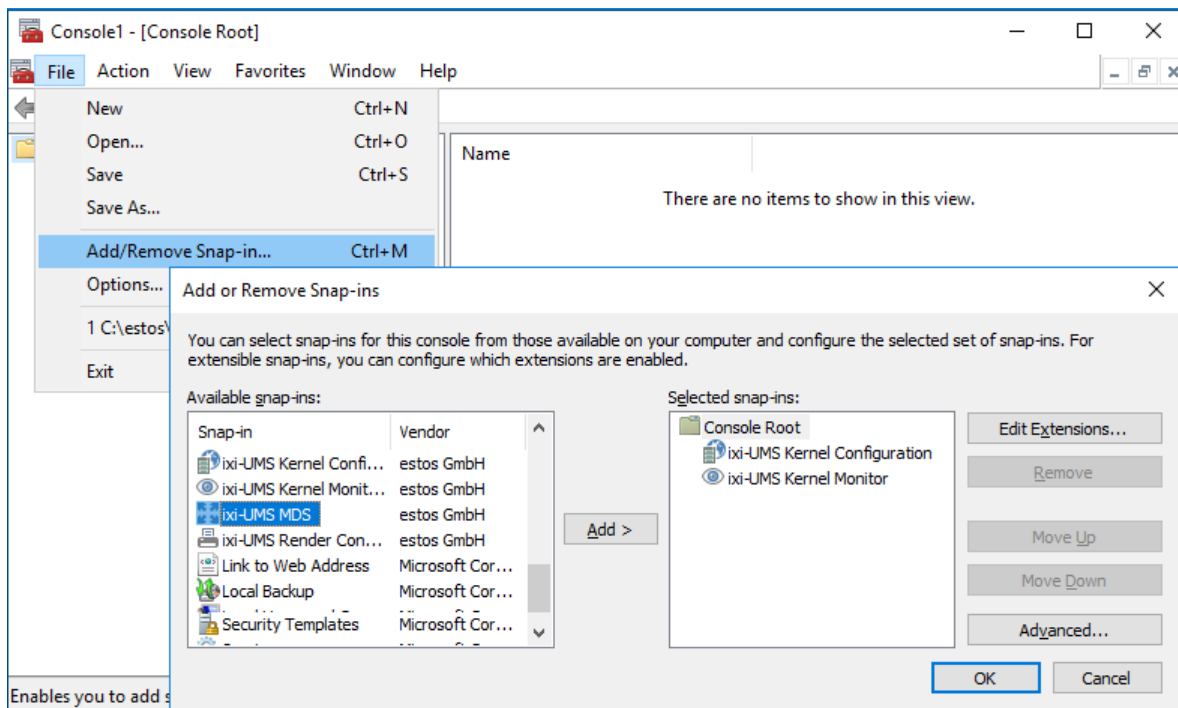 Console1 - [Console Root]
File Action View Favorites Window Help
New Ctrl+N
Open... Ctrl+O
Save Ctrl+S
Save As...
Add/Remove Snap-in... Ctrl+M
Options...
1 C:\estos\
Exit
Name
There are no items to show in this view.
Add or Remove Snap-ins
You can select snap-ins for this console from those available on your computer and configure the selected set of snap-ins. For
extensible snap-ins, you can configure which extensions are enabled.
Available snap-ins:
Snap-in Vendor
ixi-UMS Kernel Confi... estos GmbH
ixi-UMS Kernel Monit... estos GmbH
ixi-UMS MDS estos GmbH
ixi-UMS Render Con... estos GmbH
Link to Web Address Microsoft Cor...
Local Backup Microsoft Cor...
Security Templates Microsoft Cor...
Add >
Selected snap-ins:
Console Root
ixi-UMS Kernel Configuration
ixi-UMS Kernel Monitor
Edit Extensions...
Remove
Move Up
Move Down
Advanced...
OK Cancel
Enables you to add s